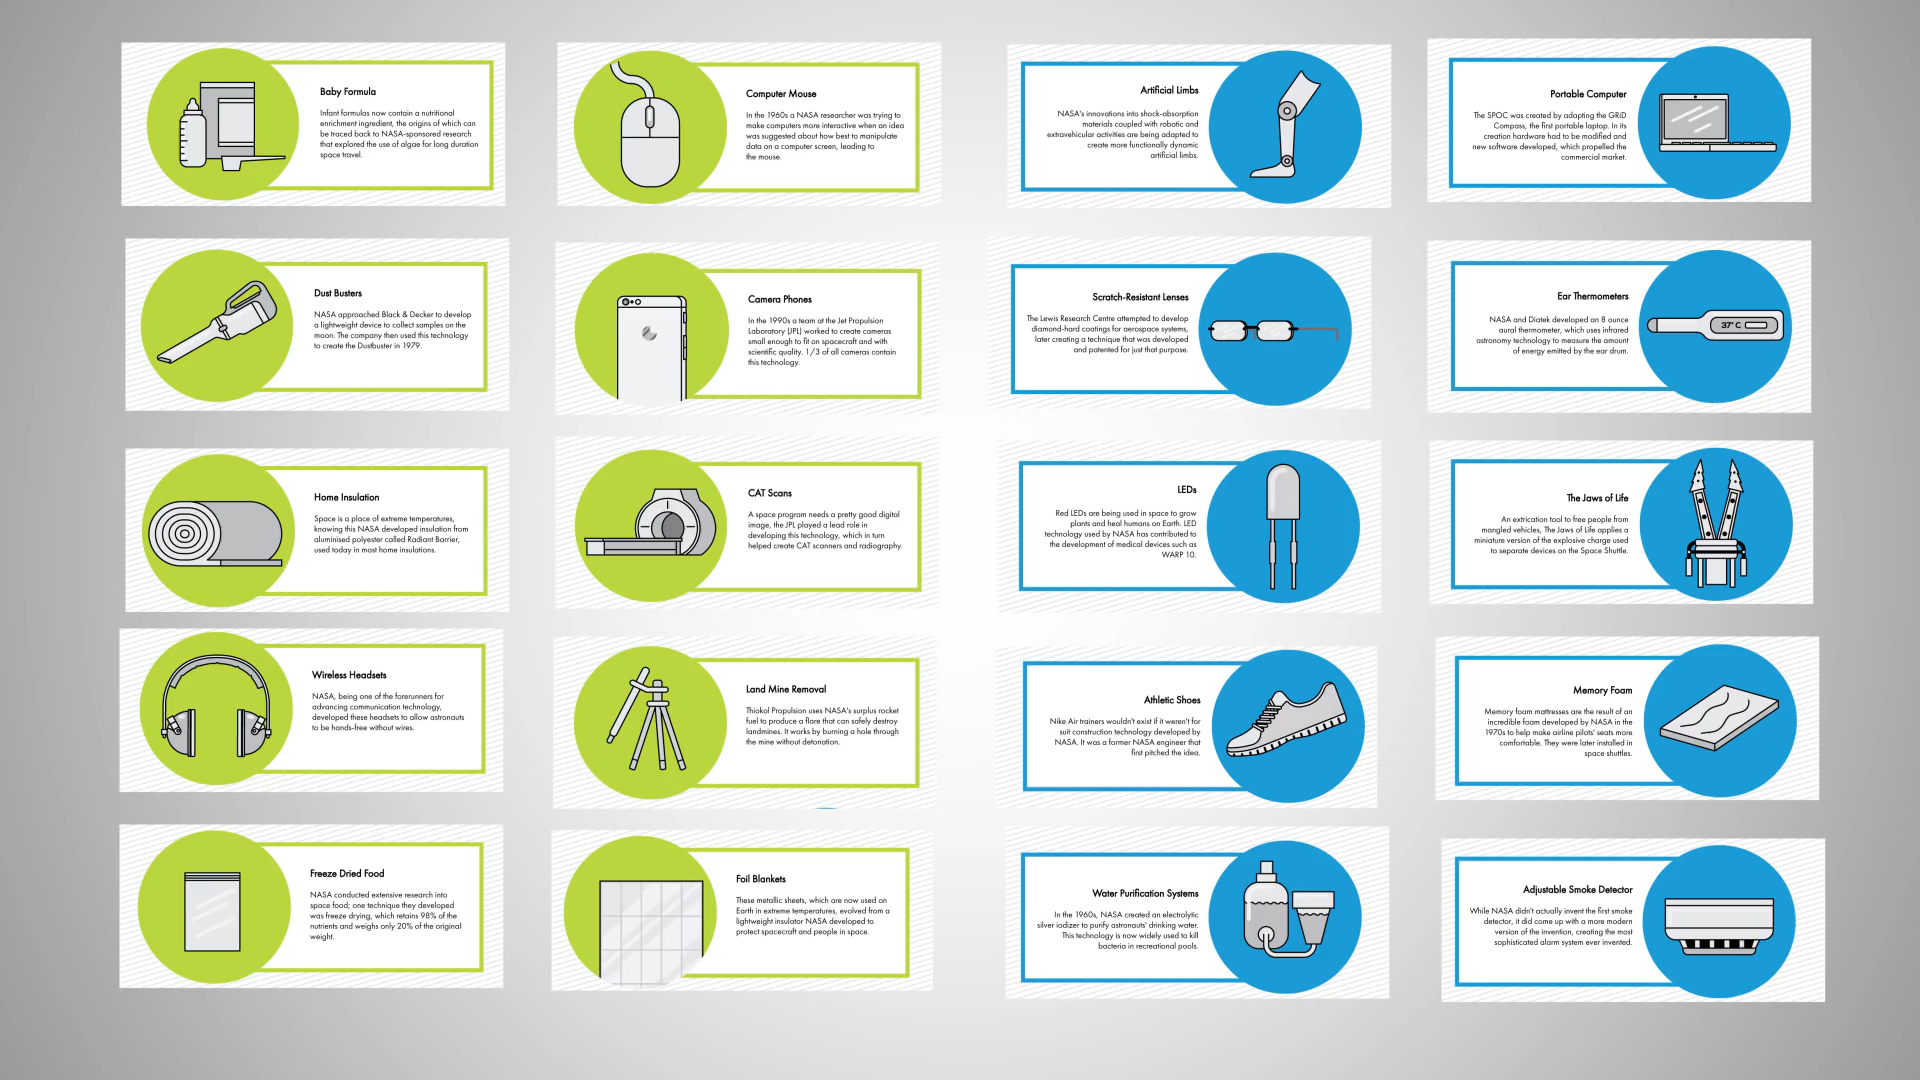 Baby Formula
Infant formulas now contain a nutritional
enrichment ingredient, the origins of which can
be traced back to NASA-sponsored research
that explored the use of algae for long duration
space travel.
Computer Mouse
In the 1960s a NASA researcher was trying to
make computers more interactive when an idea
was suggested about how best to manipulate
data on a computer screen, leading to
the mouse.
Artificial Limbs
NASA's innovations into shock-absorption
materials coupled with robotic and
extravehicular activities are being adapted to
create more functionally dynamic
artificial limbs.
Portable Computer
The SPOC was created by adapting the GRiD
Compass, the first portable laptop. In its
creation hardware had to be modified and
new software developed, which propelled the
commercial market.
Dust Busters
NASA approached Black & Decker to develop
a lightweight device to collect samples on the
moon. The company then used this technology
to create the Dustbuster in 1979.
Camera Phones
In the 1990s a team at the Jet Propulsion
Laboratory (JPL) worked to create cameras
small enough to fit on spacecraft and with
scientific quality. 1/3 of all cameras contain
this technology.
Scratch-Resistant Lenses
The Lewis Research Centre attempted to develop
diamond-hard coatings for aerospace systems,
later creating a technique that was developed
and patented for just that purpose.
Ear Thermometers
NASA and Diatek developed an 8 ounce
aural thermometer, which uses infrared
astronomy technology to measure the amount
of energy emitted by the ear drum.
37° C
Home Insulation
Space is a place of extreme temperatures,
knowing this NASA developed insulation from
aluminised polyester called Radiant Barrier,
used today in most home insulations.
CAT Scans
A space program needs a pretty good digital
image, the JPL played a lead role in
developing this technology, which in turn
helped create CAT scanners and radiography.
LEDs
Red LEDs are being used in space to grow
plants and heal humans on Earth. LED
technology used by NASA has contributed to
the development of medical devices such as
WARP 10.
The Jaws of Life
An extrication tool to free people from
mangled vehicles, The Jaws of Life applies a
miniature version of the explosive charge used
to separate devices on the Space Shuttle.
Wireless Headsets
NASA, being one of the forerunners for
advancing communication technology,
developed these headsets to allow astronauts
to be hands-free without wires.
Land Mine Removal
Thiokol Propulsion uses NASA's surplus rocket
fuel to produce a flare that can safely destroy
landmines. It works by burning a hole through
the mine without detonation.
Athletic Shoes
Nike Air trainers wouldn't exist if it weren't for
suit construction technology developed by
NASA. It was a former NASA engineer that
first pitched the idea.
Memory Foam
Memory foam mattresses are the result of an
incredible foam developed by NASA in the
1970s to help make airline pilots' seats more
comfortable. They were later installed in
space shuttles.
Freeze Dried Food
NASA conducted extensive research into
space food; one technique they developed
was freeze drying, which retains 98% of the
nutrients and weighs only 20% of the original
weight.
Foil Blankets
These metallic sheets, which are now used on
Earth in extreme temperatures, evolved from a
lightweight insulator NASA developed to
protect spacecraft and people in space.
Water Purification Systems
In the 1960s, NASA created an electrolytic
silver iodizer to purify astronauts' drinking water.
This technology is now widely used to kill
bacteria in recreational pools.
Adjustable Smoke Detector
While NASA didn't actually invent the first smoke
detector, it did come up with a more modern
version of the invention, creating the most
sophisticated alarm system ever invented.